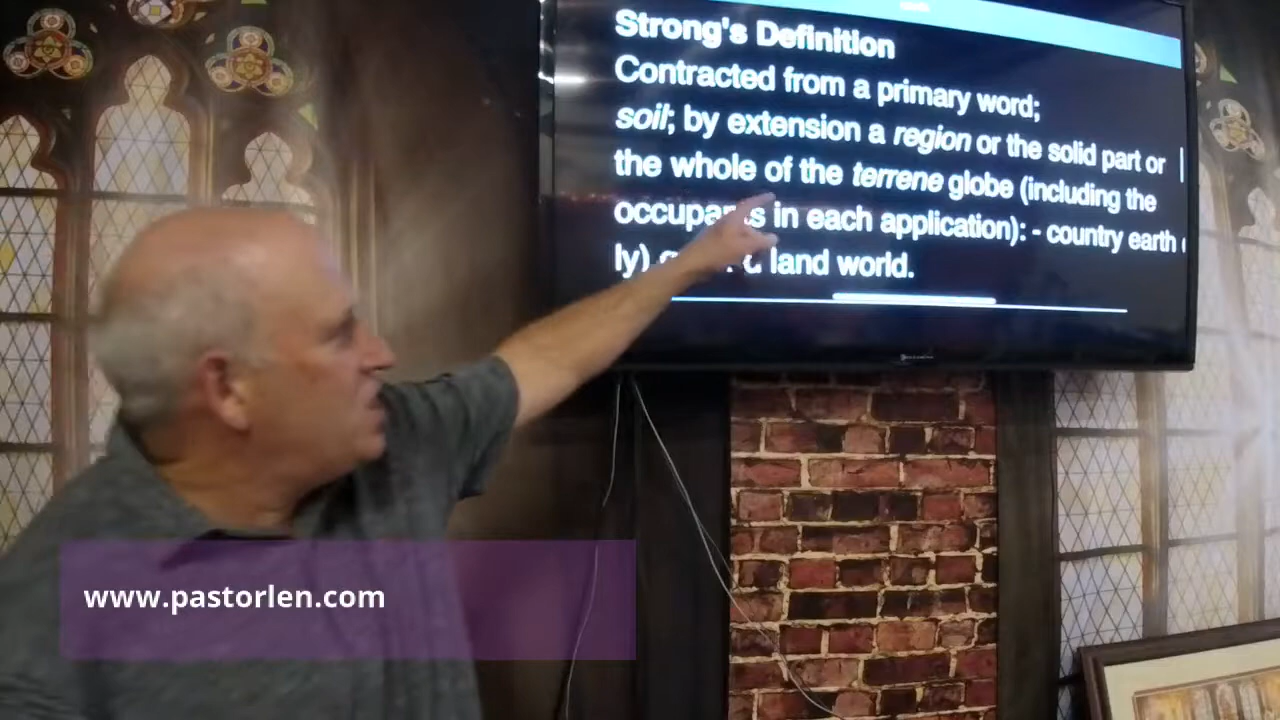 Strong's Definition
Contracted from a primary word;
soil; by extension a region or the solid part or
the whole of the terrene globe (including the
in each application): - country earth
ly) land world.
www.pastorlen.com